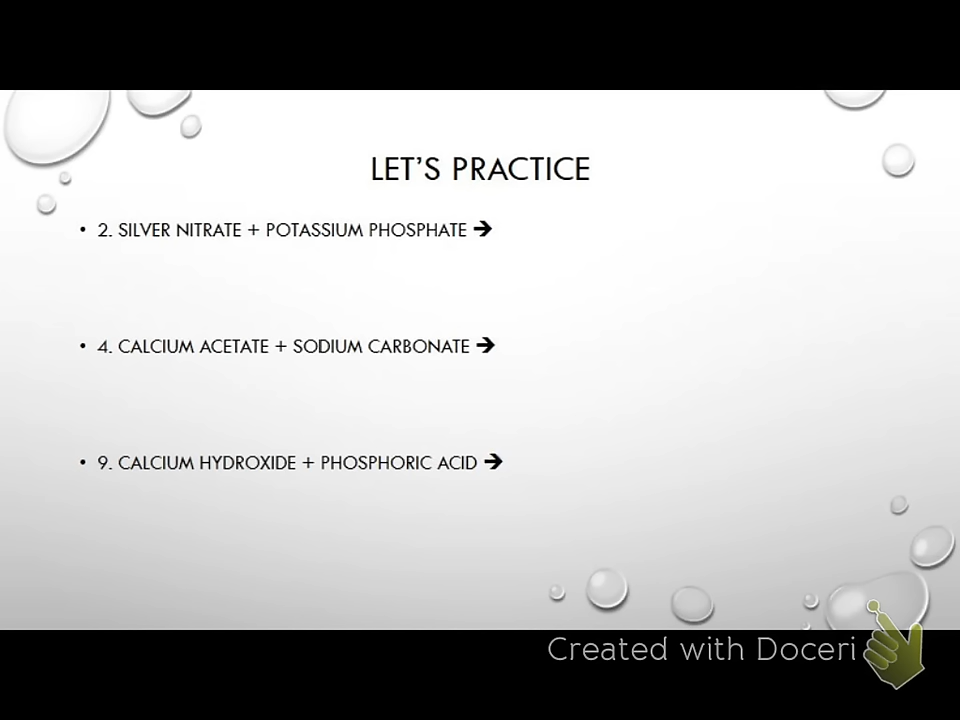 LET'S PRACTICE
• 2. SILVER NITRATE + POTASSIUM PHOSPHATE ➔
• 4. CALCIUM ACETATE + SODIUM CARBONATE ➔
• 9. CALCIUM HYDROXIDE + PHOSPHORIC ACID ➔
Created with Doceri